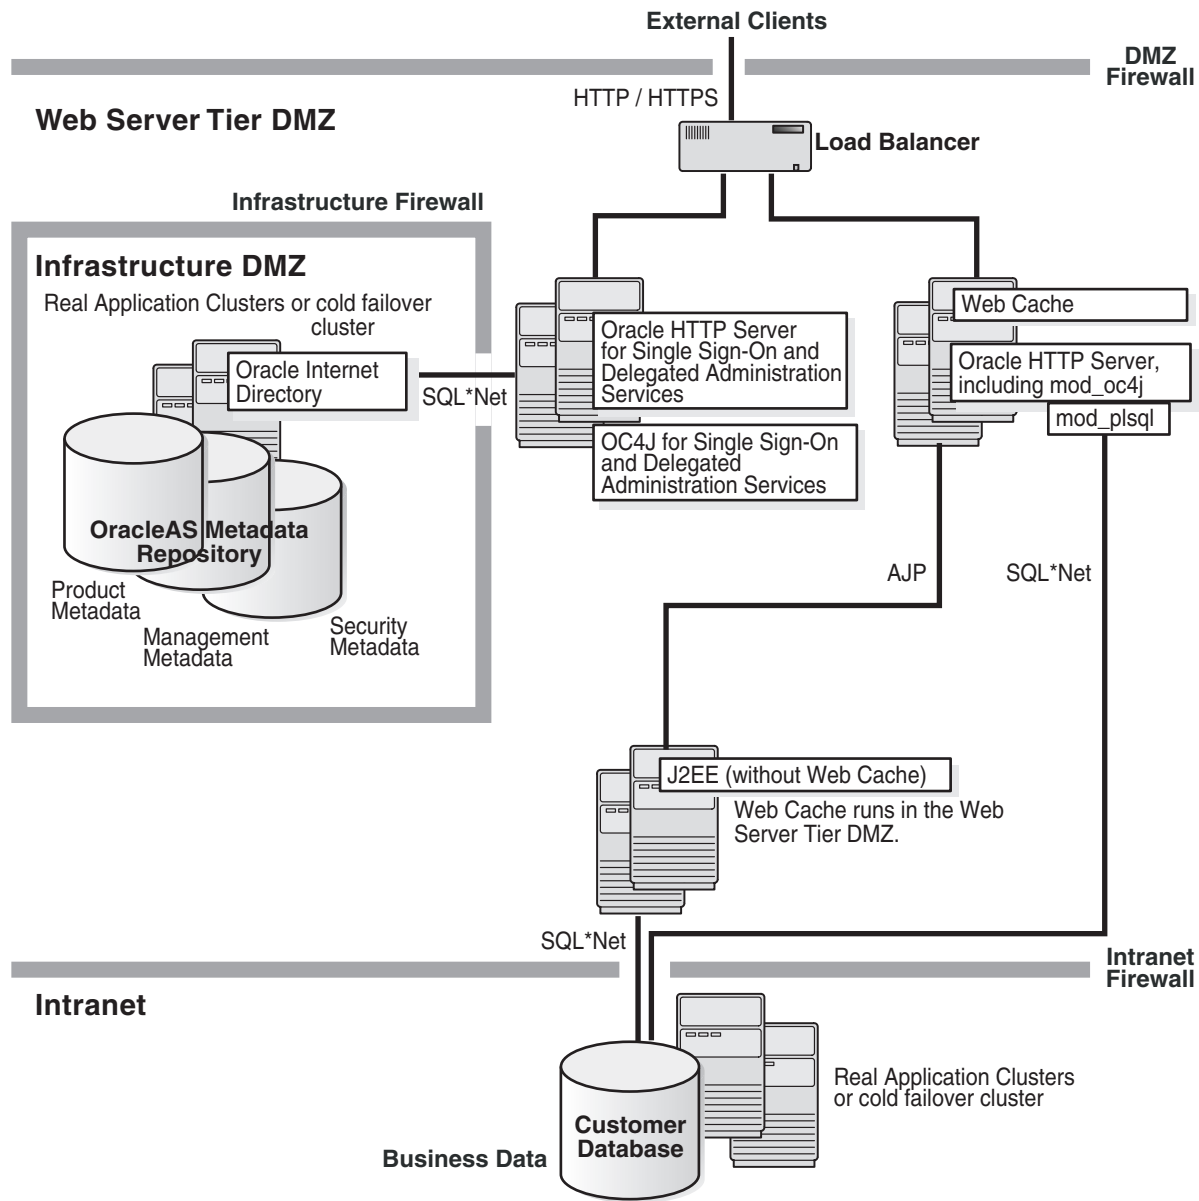 External Clients
DMZ
Firewall
HTTP / HTTPS
Web Server Tier DMZ
Load Balancer
Infrastructure Firewall
Infrastructure DMZ
Real Application Clusters or cold failover
cluster
Oracle Internet
Directory
SQL*Net
Oracle HTTP Server
for Single Sign-On and
Delegated Administration
Services
OC4J for Single Sign-On
and Delegated
Administration Services
Web Cache
Oracle HTTP Server,
including mod_oc4j
mod_plsql
OracleAS Metadata
Repository
Product
Metadata
Management
Metadata
Security
Metadata
AJP
SQL*Net
J2EE (without Web Cache)
Web Cache runs in the Web
Server Tier DMZ.
SQL*Net
Intranet
Firewall
Intranet
Real Application Clusters
or cold failover cluster
Customer
Database
Business Data